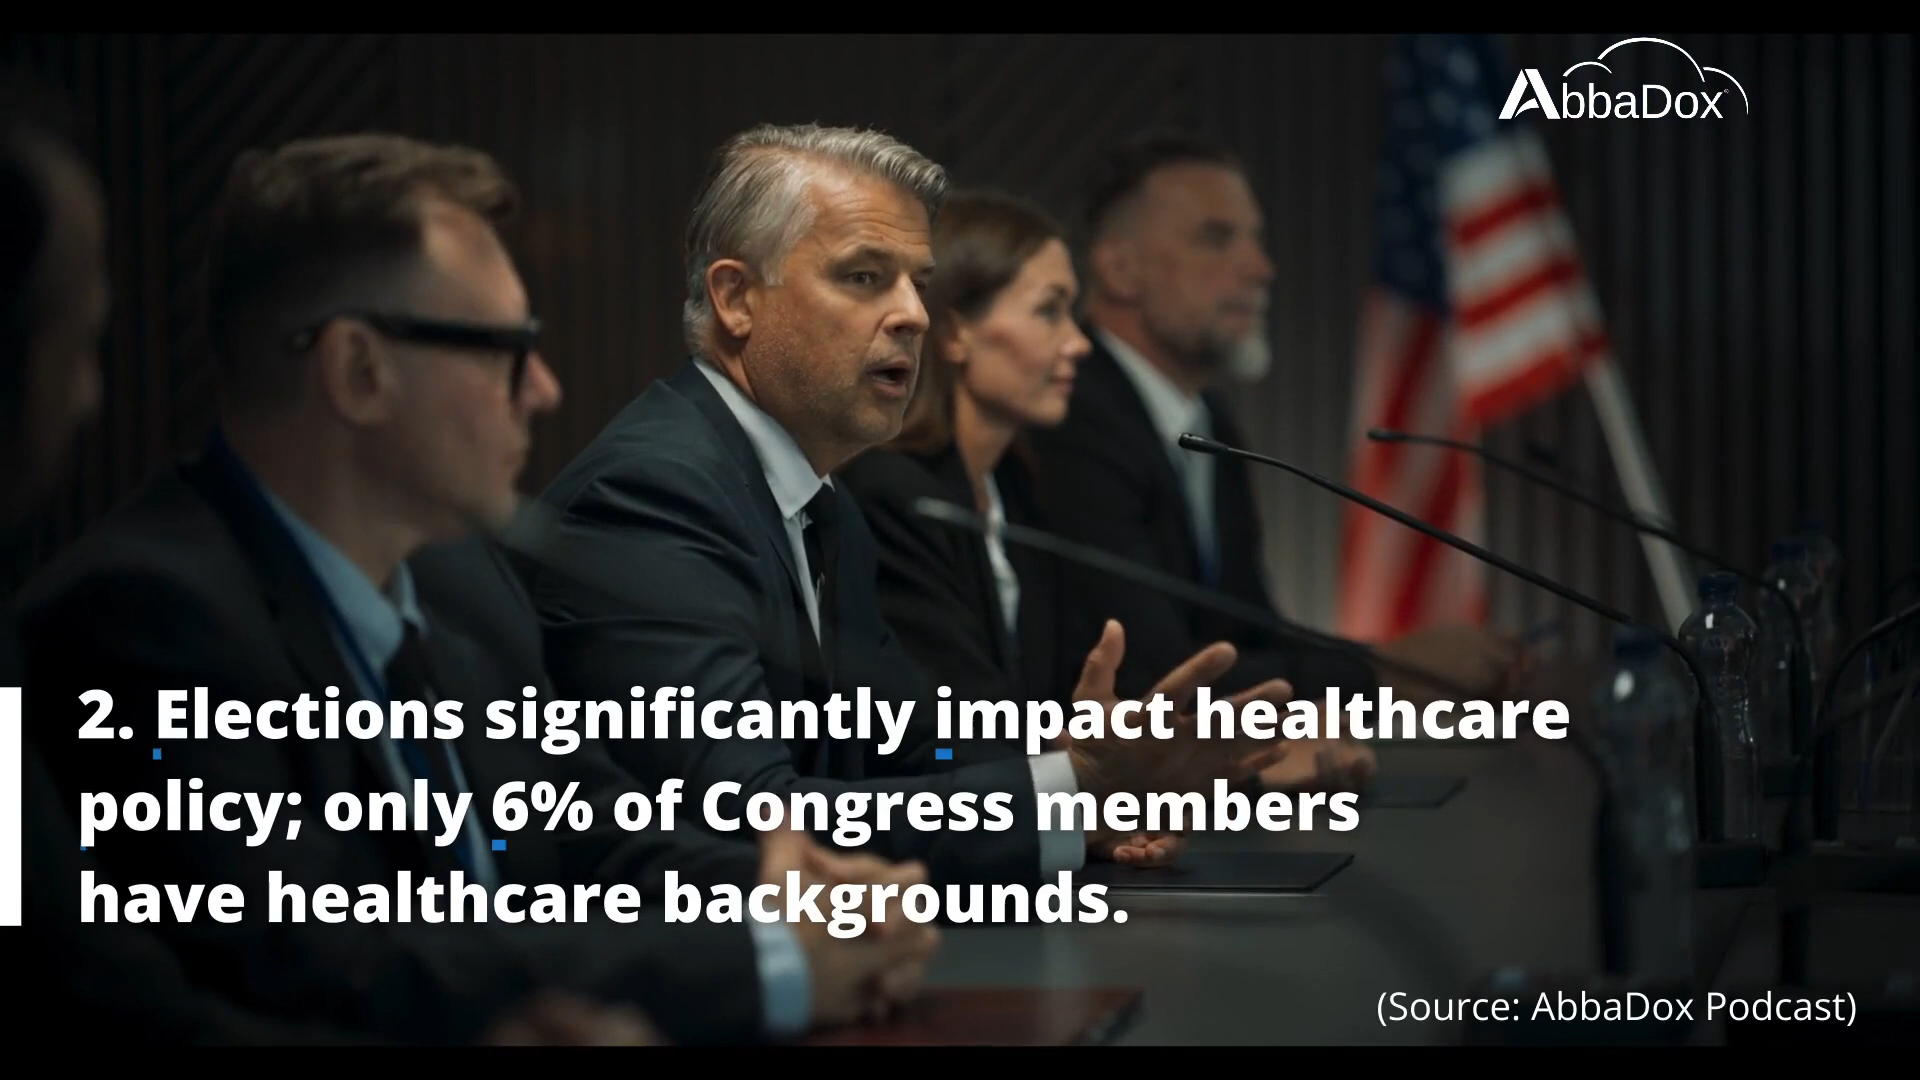 AbbaDox
2. Elections significantly impact healthcare
policy; only 6% of Congress members
have healthcare backgrounds.
(Source: AbbaDox Podcast)